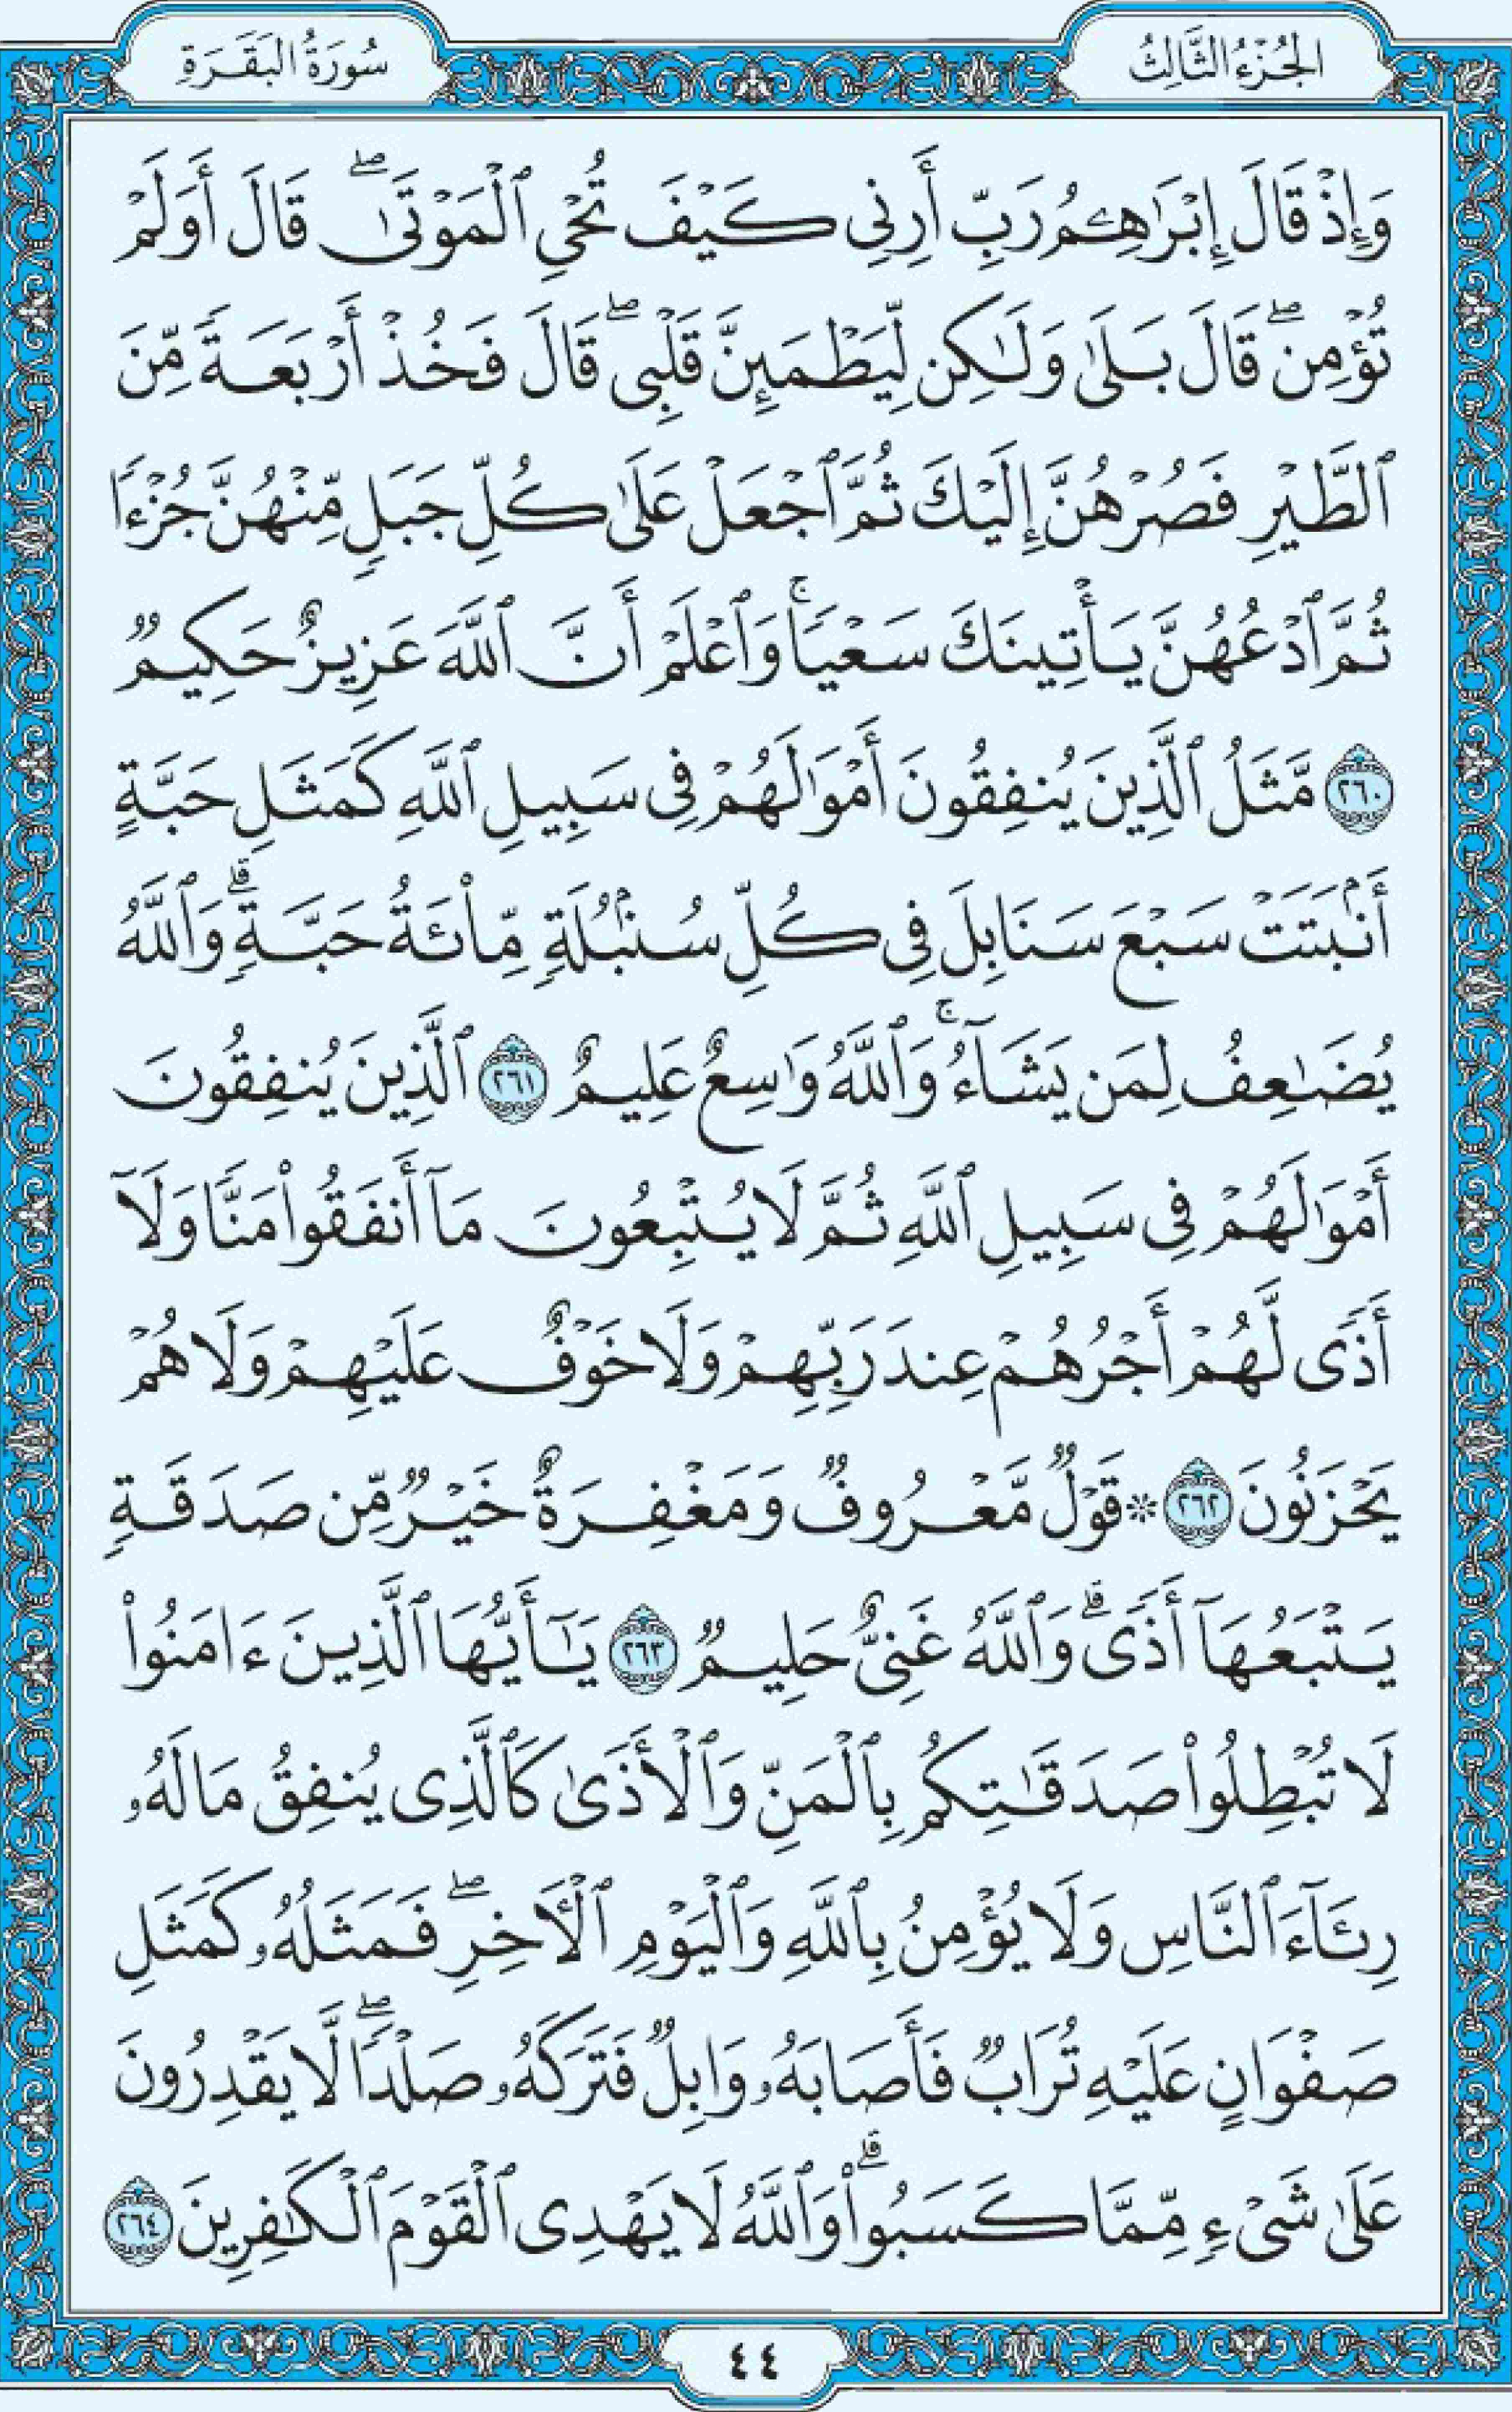 الجُزْءُ الثَّالِثُ
سُورَةُ البَقَرَةِ
وَإِذْ قَالَ إِبْرَٰهِـۧمُ رَبِّ أَرِنِى كَيْفَ تُحْىِ ٱلْمَوْتَىٰ ۖ قَالَ أَوَلَمْ
تُؤْمِن ۖ قَالَ بَلَىٰ وَلَـٰكِن لِّيَطْمَئِنَّ قَلْبِى ۖ قَالَ فَخُذْ أَرْبَعَةً مِّنَ
ٱلطَّيْرِ فَصُرْهُنَّ إِلَيْكَ ثُمَّ ٱجْعَلْ عَلَىٰ كُلِّ جَبَلٍ مِّنْهُنَّ جُزْءًا
ثُمَّ ٱدْعُهُنَّ يَأْتِينَكَ سَعْيًا ۚ وَٱعْلَمْ أَنَّ ٱللَّهَ عَزِيزٌ حَكِيمٌ
٢٦٠ مَّثَلُ ٱلَّذِينَ يُنفِقُونَ أَمْوَٰلَهُمْ فِى سَبِيلِ ٱللَّهِ كَمَثَلِ حَبَّةٍ
أَنۢبَتَتْ سَبْعَ سَنَابِلَ فِى كُلِّ سُنۢبُلَةٍ مِّا۟ئَةُ حَبَّةٍ ۗ وَٱللَّهُ
يُضَـٰعِفُ لِمَن يَشَآءُ ۚ وَٱللَّهُ وَٰسِعٌ عَلِيمٌ ٢٦١ ٱلَّذِينَ يُنفِقُونَ
أَمْوَٰلَهُمْ فِى سَبِيلِ ٱللَّهِ ثُمَّ لَا يُتْبِعُونَ مَآ أَنفَقُوا۟ مَنًّا وَلَآ
أَذًى لَّهُمْ أَجْرُهُمْ عِندَ رَبِّهِمْ وَلَا خَوْفٌ عَلَيْهِمْ وَلَا هُمْ
يَحْزَنُونَ ٢٦٢ ۞ قَوْلٌ مَّعْرُوفٌ وَمَغْفِرَةٌ خَيْرٌ مِّن صَدَقَةٍ
يَتْبَعُهَآ أَذًى ۗ وَٱللَّهُ غَنِىٌّ حَلِيمٌ ٢٦٣ يَـٰٓأَيُّهَا ٱلَّذِينَ ءَامَنُوا۟
لَا تُبْطِلُوا۟ صَدَقَـٰتِكُم بِٱلْمَنِّ وَٱلْأَذَىٰ كَٱلَّذِى يُنفِقُ مَالَهُۥ
رِئَآءَ ٱلنَّاسِ وَلَا يُؤْمِنُ بِٱللَّهِ وَٱلْيَوْمِ ٱلْـَٔاخِرِ ۖ فَمَثَلُهُۥ كَمَثَلِ
صَفْوَانٍ عَلَيْهِ تُرَابٌ فَأَصَابَهُۥ وَابِلٌ فَتَرَكَهُۥ صَلْدًا ۖ لَّا يَقْدِرُونَ
عَلَىٰ شَىْءٍ مِّمَّا كَسَبُوا۟ ۗ وَٱللَّهُ لَا يَهْدِى ٱلْقَوْمَ ٱلْكَـٰفِرِينَ ٢٦٤
٤٤